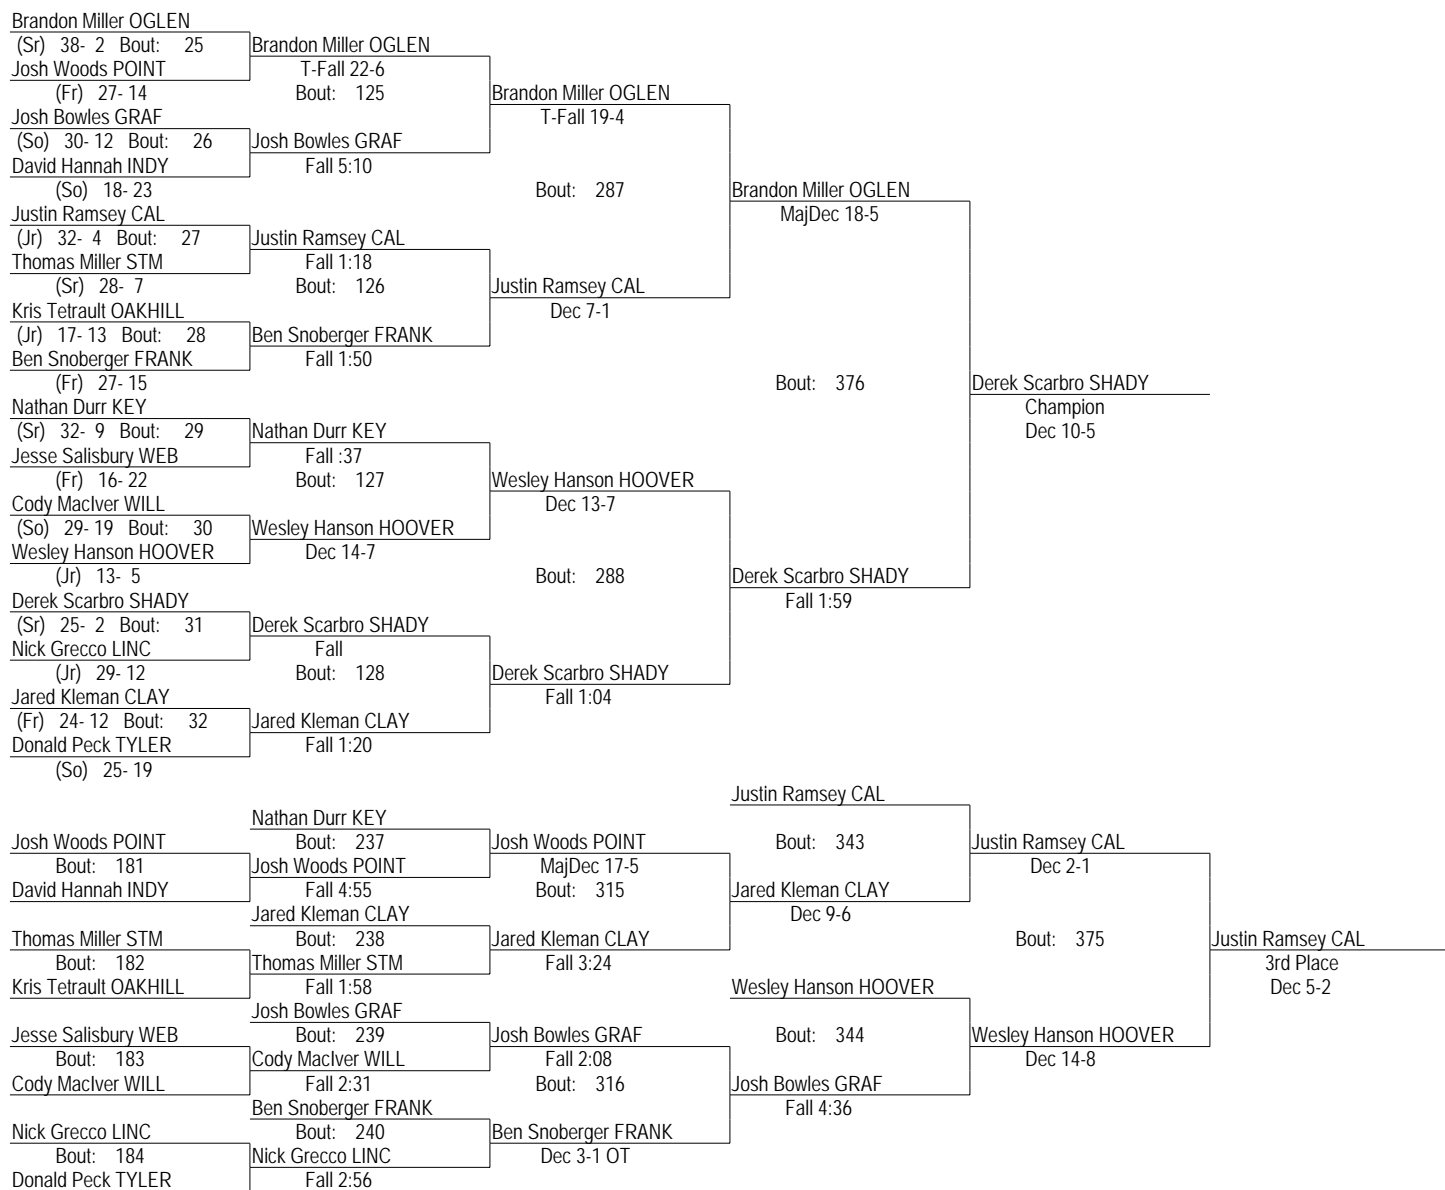 Brandon Miller OGLEN
(Sr) 38- 2 Bout: 25
Brandon Miller OGLEN
Josh Woods POINT
T-Fall 22-6
(Fr) 27- 14
Bout: 125
Brandon Miller OGLEN
Josh Bowles GRAF
T-Fall 19-4
(So) 30- 12 Bout: 26
Josh Bowles GRAF
David Hannah INDY
Fall 5:10
(So) 18- 23
Bout: 287
Brandon Miller OGLEN
Justin Ramsey CAL
MajDec 18-5
(Jr) 32- 4 Bout: 27
Justin Ramsey CAL
Thomas Miller STM
Fall 1:18
(Sr) 28- 7
Bout: 126
Justin Ramsey CAL
Kris Tetrault OAKHILL
Dec 7-1
(Jr) 17- 13 Bout: 28
Ben Snoberger FRANK
Ben Snoberger FRANK
Fall 1:50
(Fr) 27- 15
Bout: 376
Derek Scarbro SHADY
Nathan Durr KEY
Champion
(Sr) 32- 9 Bout: 29
Nathan Durr KEY
Dec 10-5
Jesse Salisbury WEB
Fall :37
(Fr) 16- 22
Bout: 127
Wesley Hanson HOOVER
Cody MacIver WILL
Dec 13-7
(So) 29- 19 Bout: 30
Wesley Hanson HOOVER
Wesley Hanson HOOVER
Dec 14-7
(Jr) 13- 5
Bout: 288
Derek Scarbro SHADY
Derek Scarbro SHADY
Fall 1:59
(Sr) 25- 2 Bout: 31
Derek Scarbro SHADY
Nick Grecco LINC
Fall
(Jr) 29- 12
Bout: 128
Derek Scarbro SHADY
Jared Kleman CLAY
Fall 1:04
(Fr) 24- 12 Bout: 32
Jared Kleman CLAY
Donald Peck TYLER
Fall 1:20
(So) 25- 19
Justin Ramsey CAL
Nathan Durr KEY
Josh Woods POINT
Bout: 237
Josh Woods POINT
Bout: 343
Justin Ramsey CAL
Bout: 181
Josh Woods POINT
MajDec 17-5
Dec 2-1
David Hannah INDY
Fall 4:55
Bout: 315
Jared Kleman CLAY
Jared Kleman CLAY
Dec 9-6
Thomas Miller STM
Bout: 238
Jared Kleman CLAY
Bout: 375
Justin Ramsey CAL
Bout: 182
Thomas Miller STM
Fall 3:24
3rd Place
Kris Tetrault OAKHILL
Fall 1:58
Wesley Hanson HOOVER
Dec 5-2
Josh Bowles GRAF
Jesse Salisbury WEB
Bout: 239
Josh Bowles GRAF
Bout: 344
Wesley Hanson HOOVER
Bout: 183
Cody MacIver WILL
Fall 2:08
Dec 14-8
Cody MacIver WILL
Fall 2:31
Bout: 316
Josh Bowles GRAF
Ben Snoberger FRANK
Fall 4:36
Nick Grecco LINC
Bout: 240
Ben Snoberger FRANK
Bout: 184
Nick Grecco LINC
Dec 3-1 OT
Donald Peck TYLER
Fall 2:56